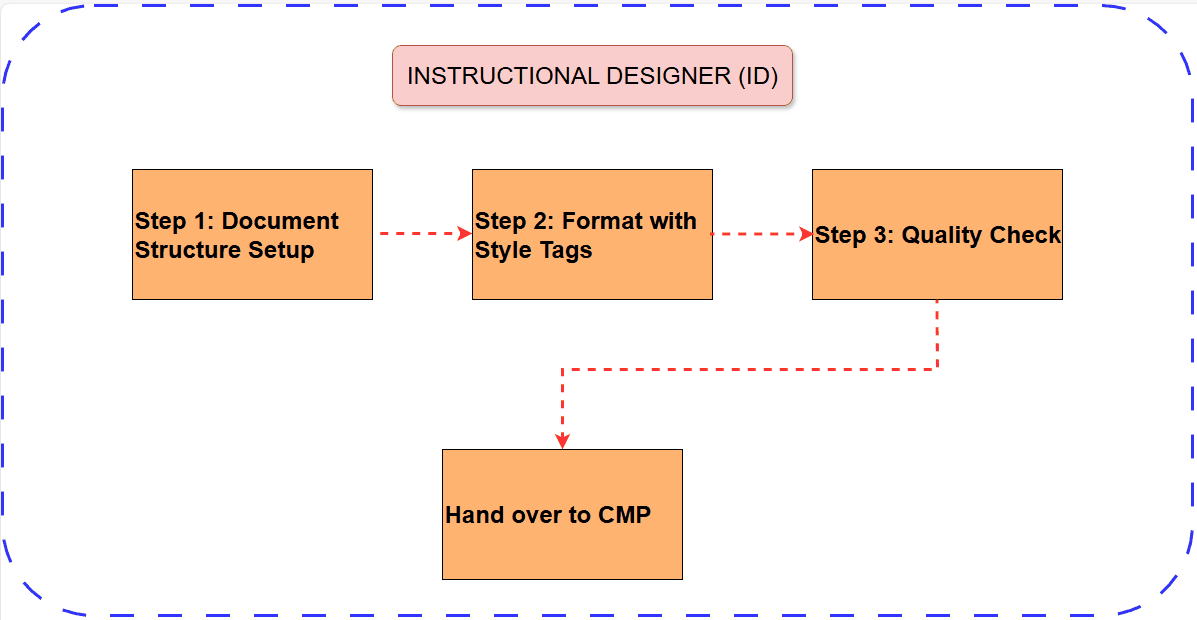 INSTRUCTIONAL DESIGNER (ID)
Step 1: Document
Structure Setup
Step 2: Format with
Style Tags
Step 3: Quality Check
Hand over to CMP